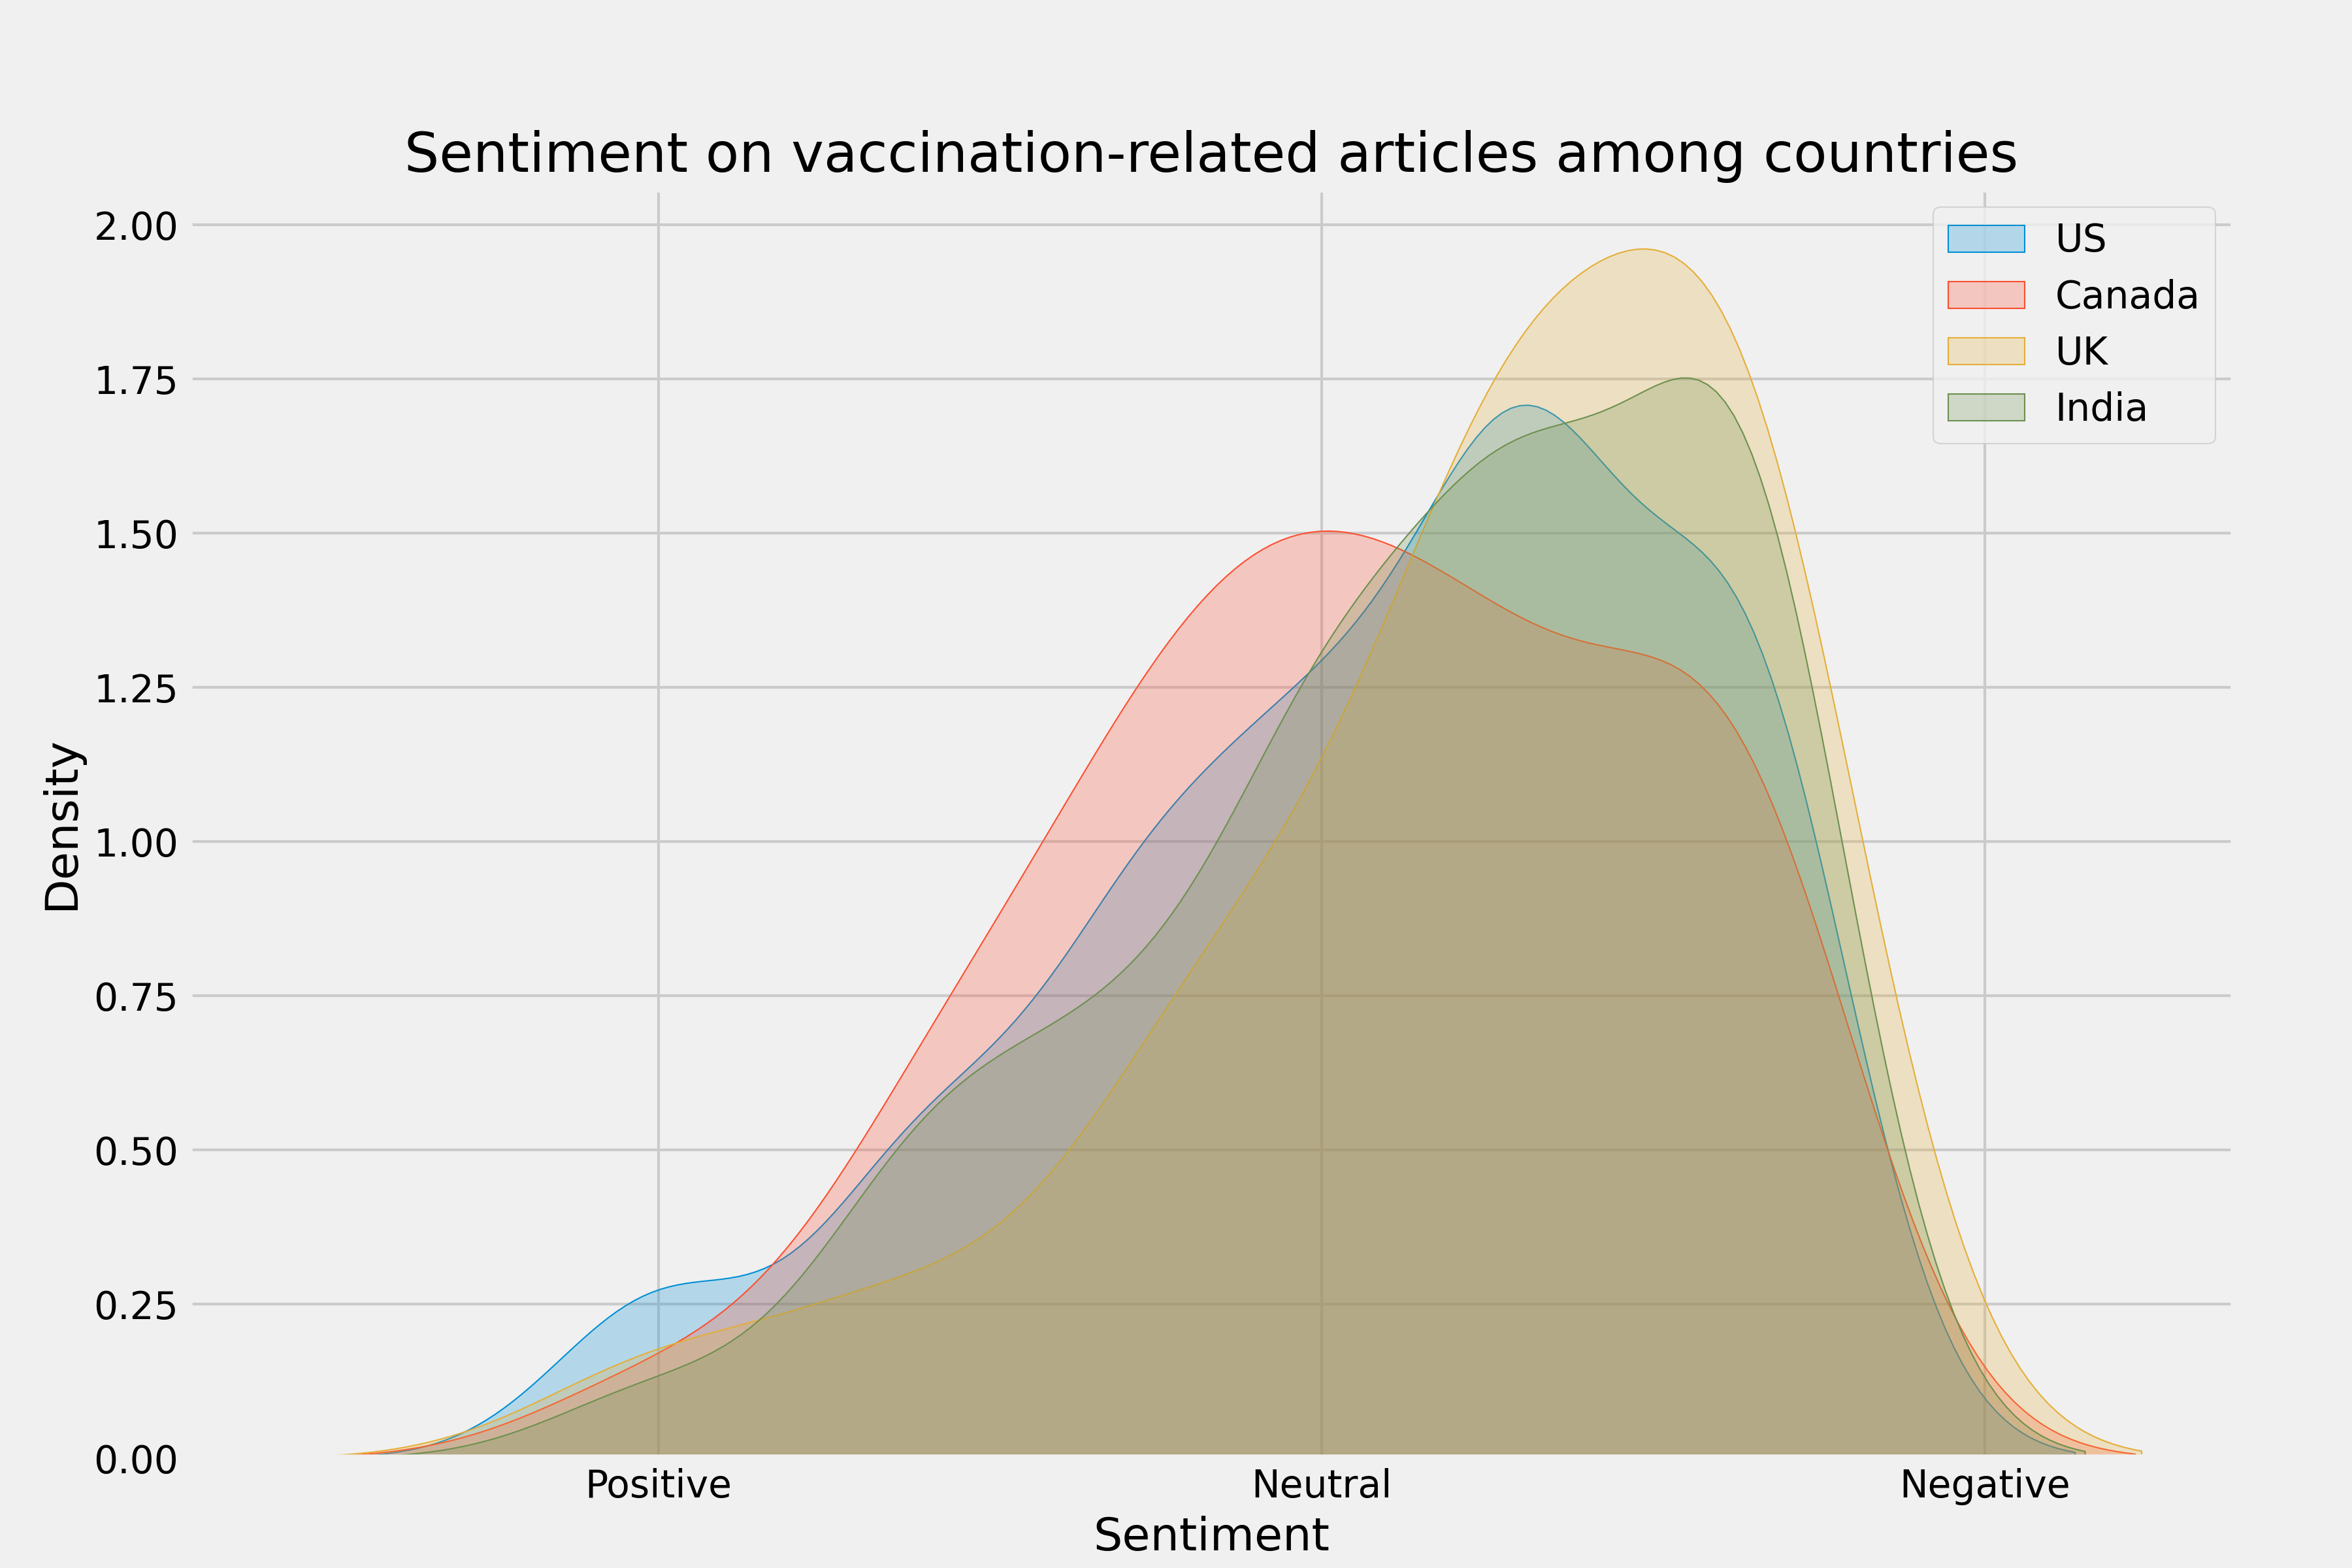 Sentiment on vaccination-related articles among countries
2.00
1.75
1.50
1.25
1.00
0.75
0.50
0.25
0.00
Density
US
Canada
UK
India
Positive
Neutral
Negative
Sentiment